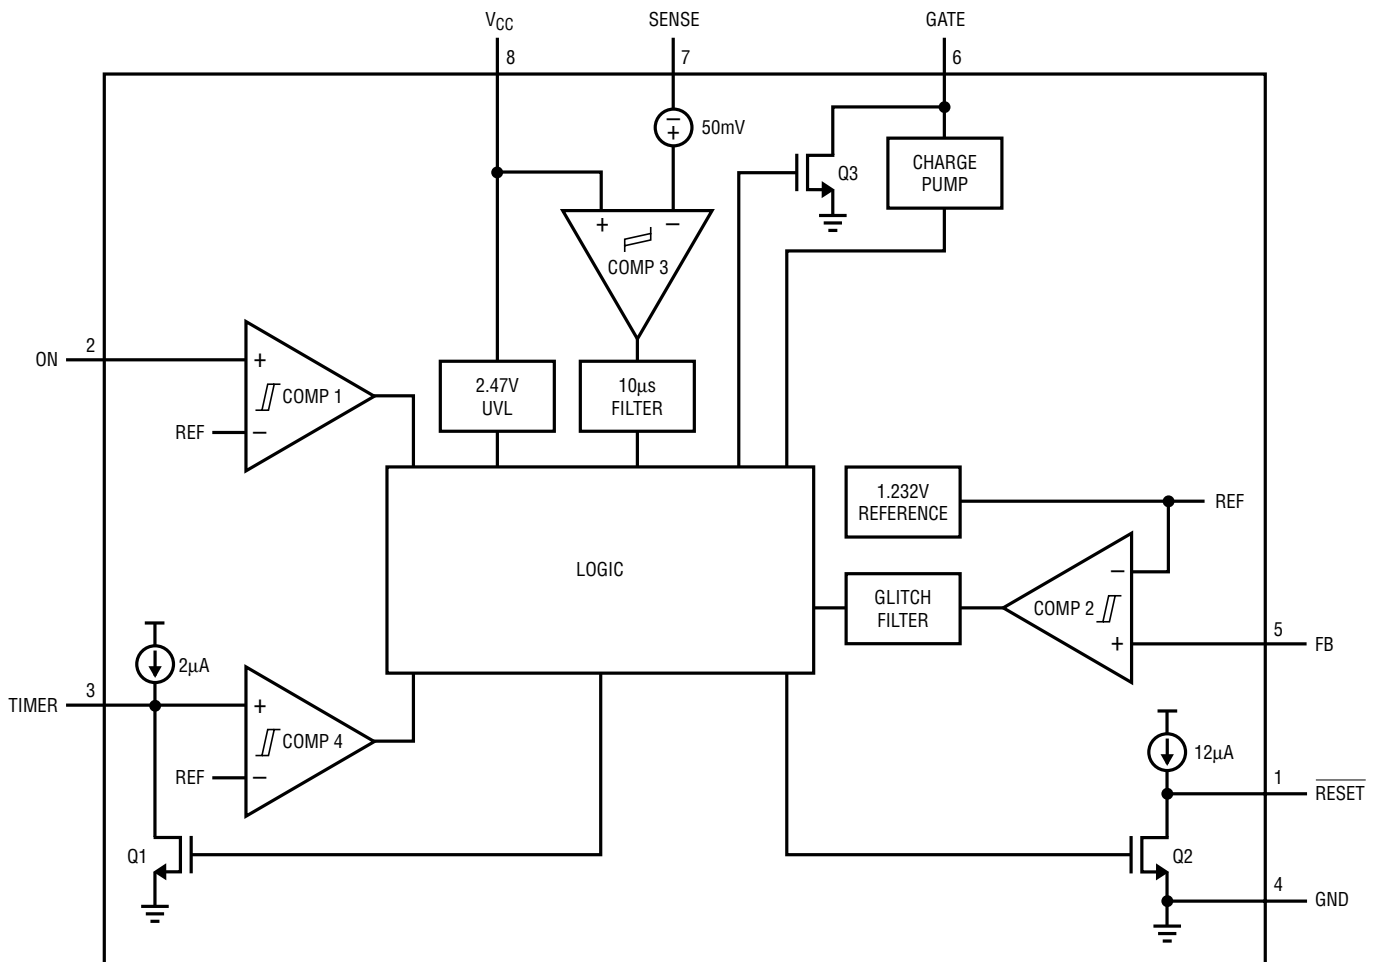 VCC SENSE GATE
8 7 6
− + 50mV
Q3
CHARGE
PUMP
+ −
COMP 3
ON 2
+
COMP 1
REF −
2.47V
UVL
10μs
FILTER
1.232V
REFERENCE
REF
LOGIC
−
COMP 2
+
GLITCH
FILTER
5 FB
2μA
TIMER 3
+
COMP 4
REF −
12μA
1 RESET
Q1
Q2
4 GND